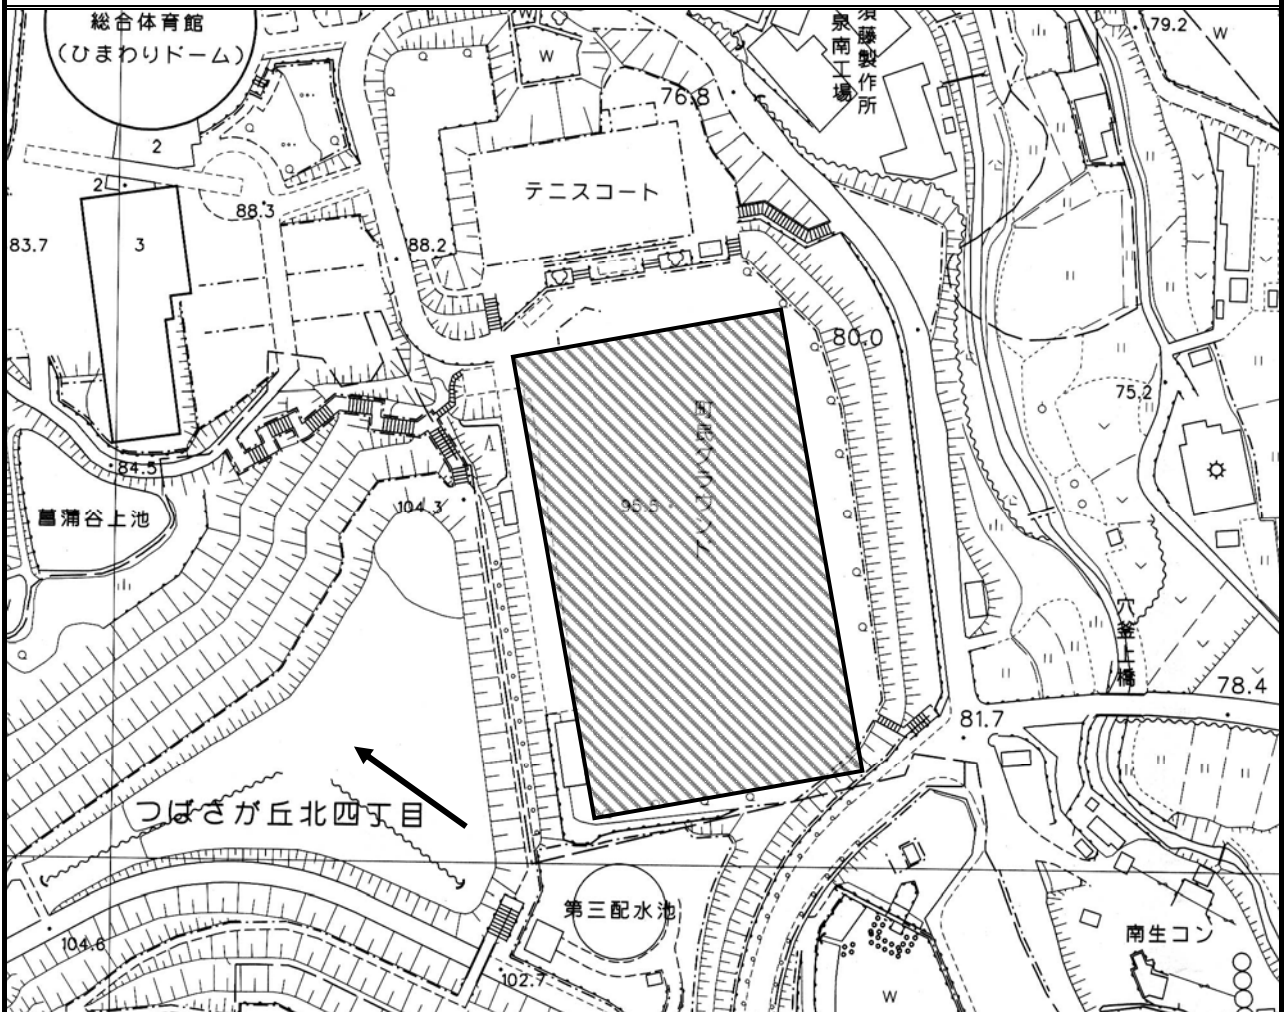 総合体育館
(ひまわりドーム)
W
W
76.8
須藤製作所
泉南工場
79.2
W
2
2
3
83.7
88.3
88.2
テニスコート
80.0
75.2
84.5
菖蒲谷上池
104.3
95.5
町民グラウンド
穴釜上橋
78.4
81.7
つばさが丘北四丁目
第三配水池
104.6
102.7
南生コン
W